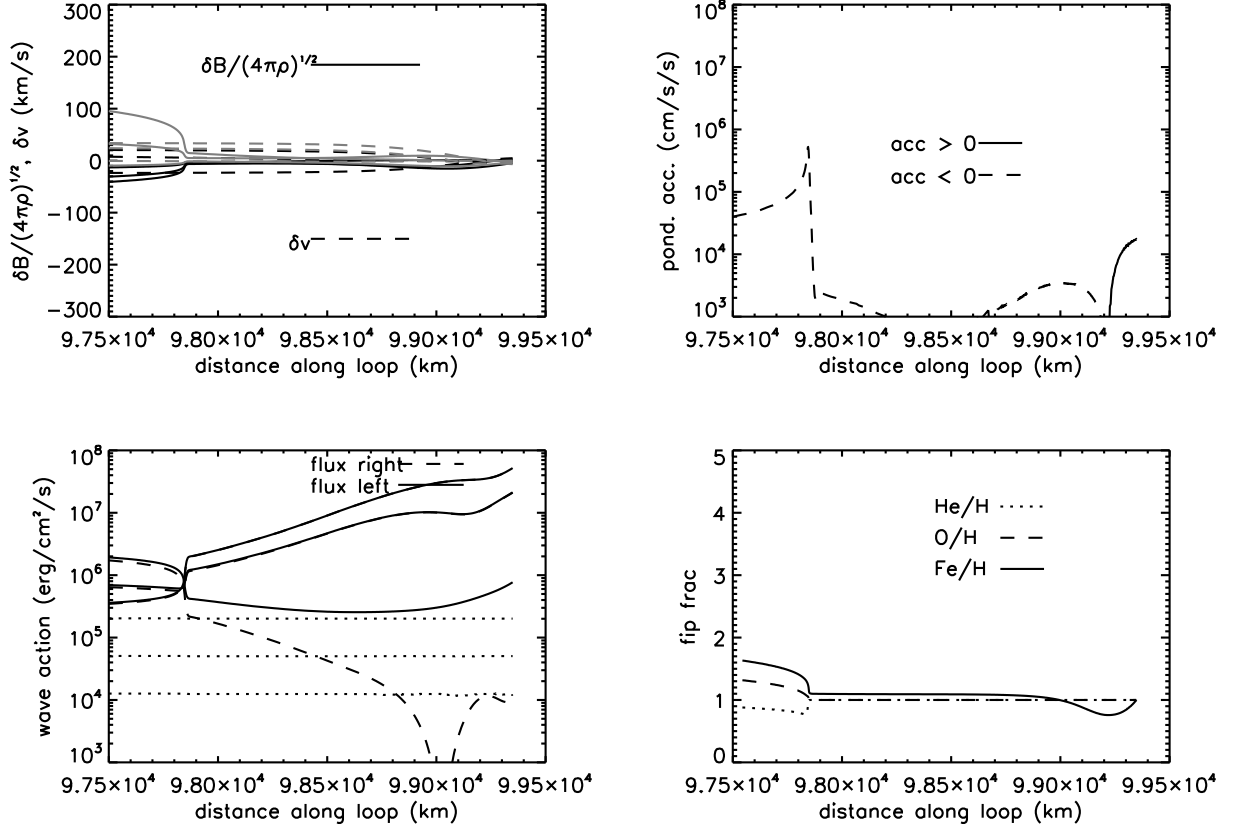 300
200
100
0
−100
−200
−300
δB/(4πρ)^1/2, δv (km/s)
δB/(4πρ)^1/2
δv
9.75×10^4 9.80×10^4 9.85×10^4 9.90×10^4 9.95×10^4
distance along loop (km)
10^8
10^7
10^6
10^5
10^4
10^3
pond. acc. (cm/s/s)
acc > 0
acc < 0
9.75×10^4 9.80×10^4 9.85×10^4 9.90×10^4 9.95×10^4
distance along loop (km)
10^8
10^7
10^6
10^5
10^4
10^3
wave action (erg/cm^2/s)
flux right
flux left
9.75×10^4 9.80×10^4 9.85×10^4 9.90×10^4 9.95×10^4
distance along loop (km)
5
4
3
2
1
0
fip frac
He/H
O/H
Fe/H
9.75×10^4 9.80×10^4 9.85×10^4 9.90×10^4 9.95×10^4
distance along loop (km)